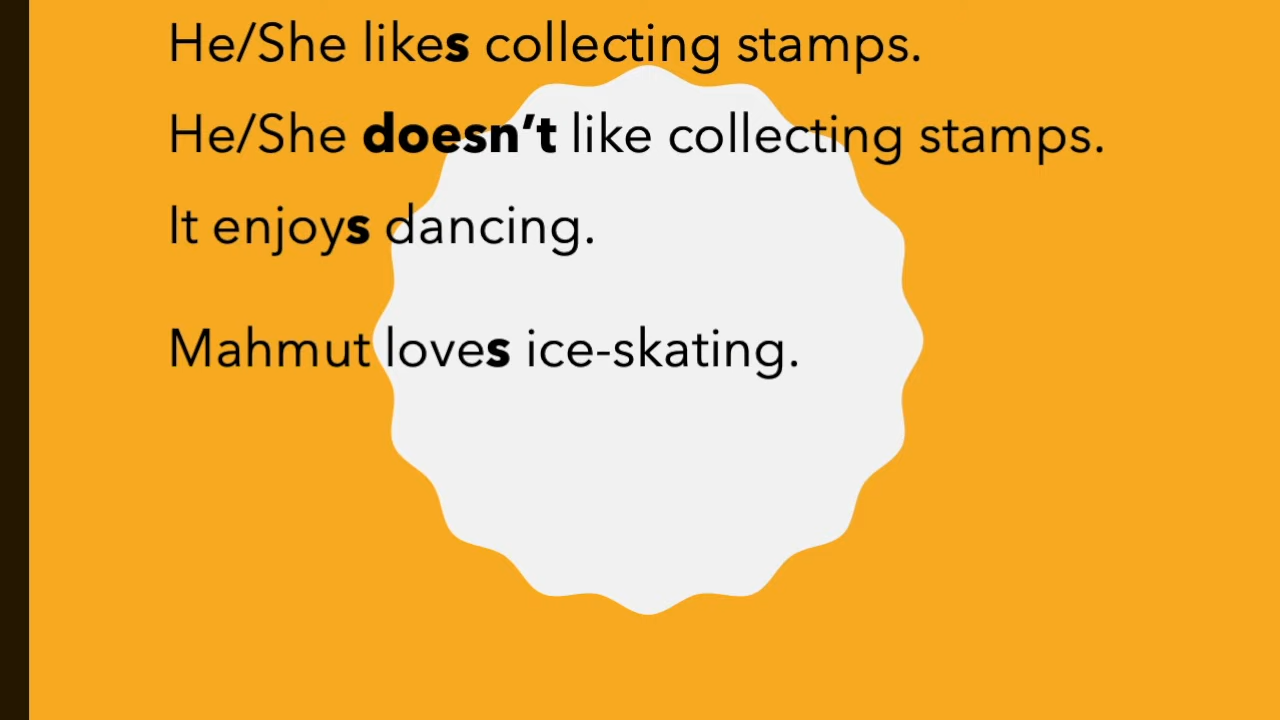 He/She likes collecting stamps.
He/She doesn’t like collecting stamps.
It enjoys dancing.
Mahmut loves ice-skating.